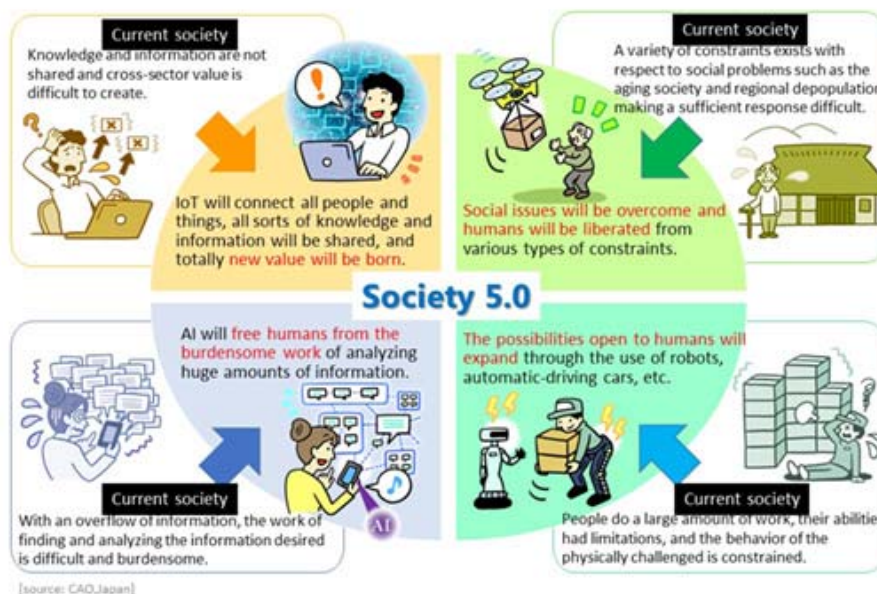 Current society
Knowledge and information are not
shared and cross-sector value is
difficult to create.
IoT will connect all people and
things, all sorts of knowledge and
information will be shared, and
totally new value will be born.
Current society
A variety of constraints exists with
respect to social problems such as the
aging society and regional depopulation
making a sufficient response difficult.
Social issues will be overcome and
humans will be liberated from
various types of constraints.
Society 5.0
AI will free humans from the
burdensome work of analyzing
huge amounts of information.
AI
Current society
With an overflow of information, the work of
finding and analyzing the information desired
is difficult and burdensome.
The possibilities open to humans will
expand through the use of robots,
automatic-driving cars, etc.
Current society
People do a large amount of work, their abilitie
had limitations, and the behavior of the
physically challenged is constrained.
[source: CAO,Japan]